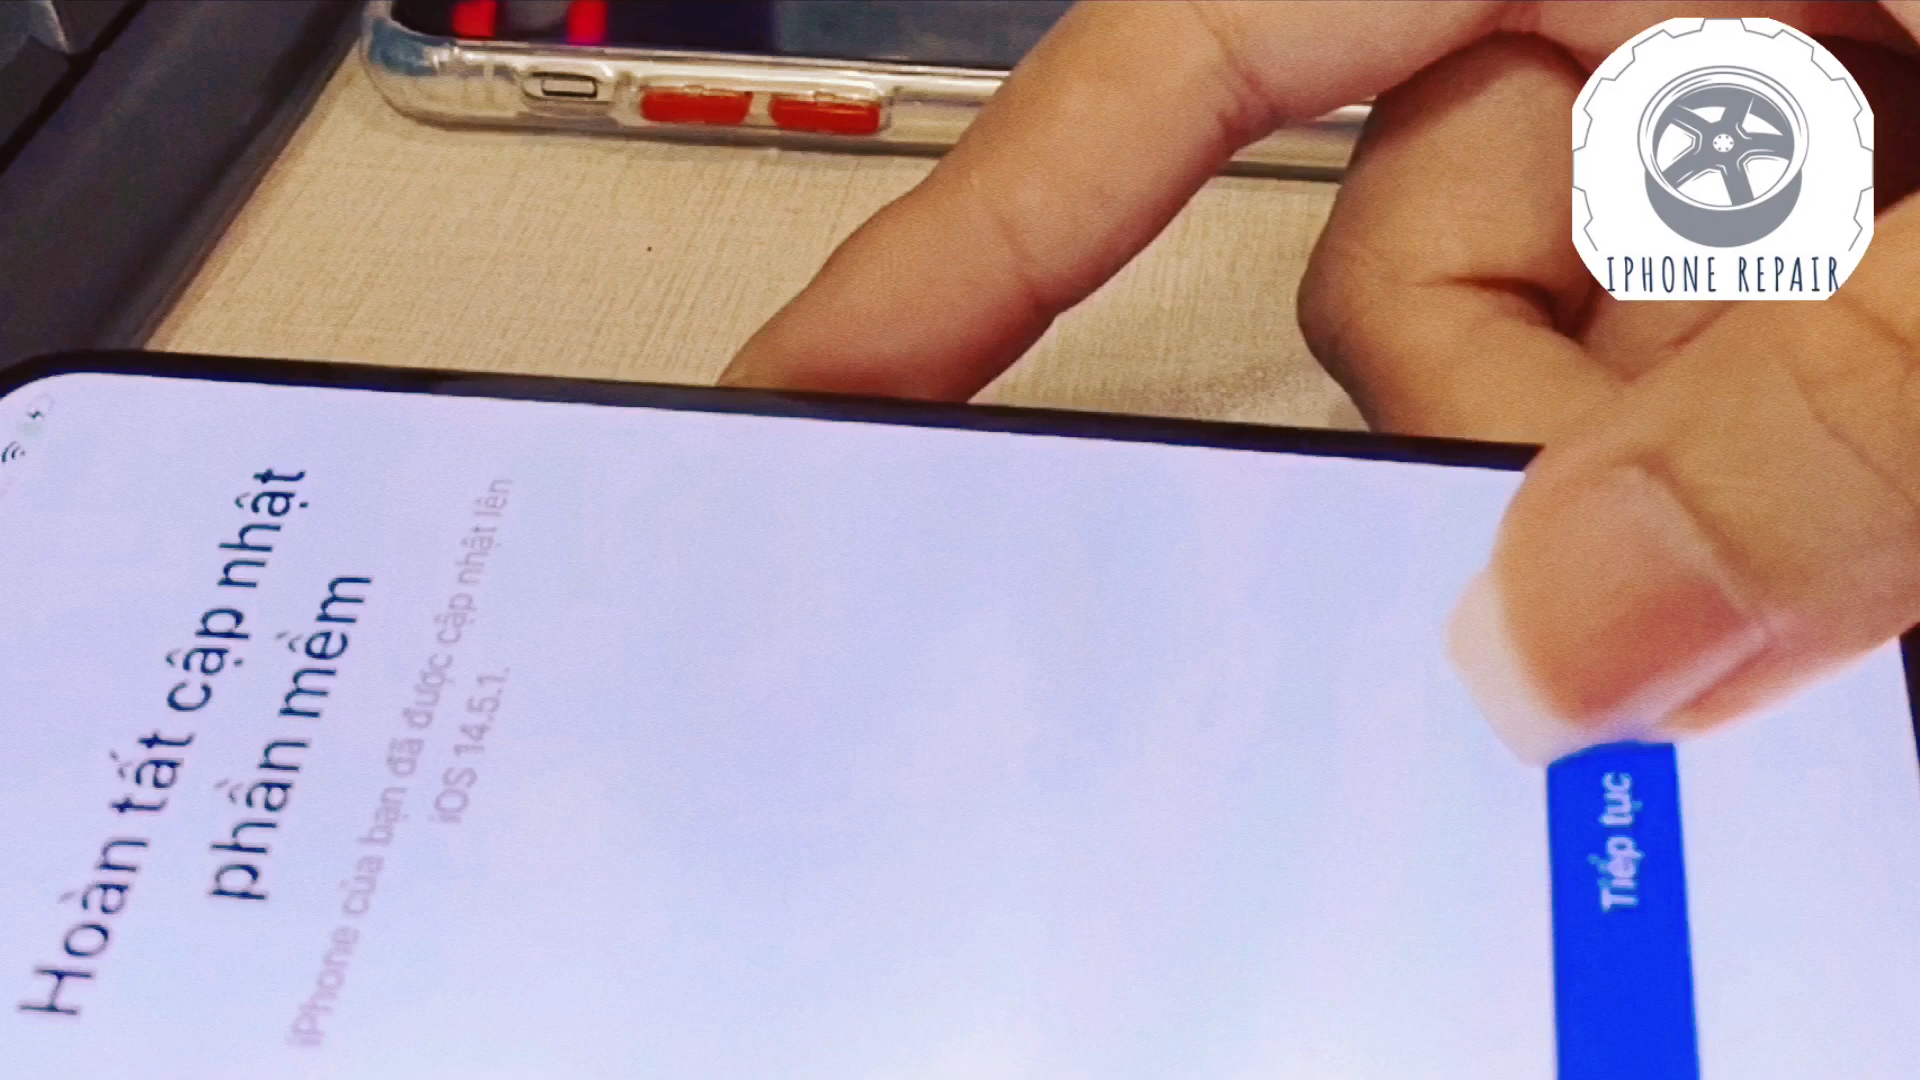 Hoàn tất cập nhật
phần mềm
iPhone của bạn đã được cập nhật lên
iOS 14.5.1.
Tiếp tục
IPHONE REPAIR